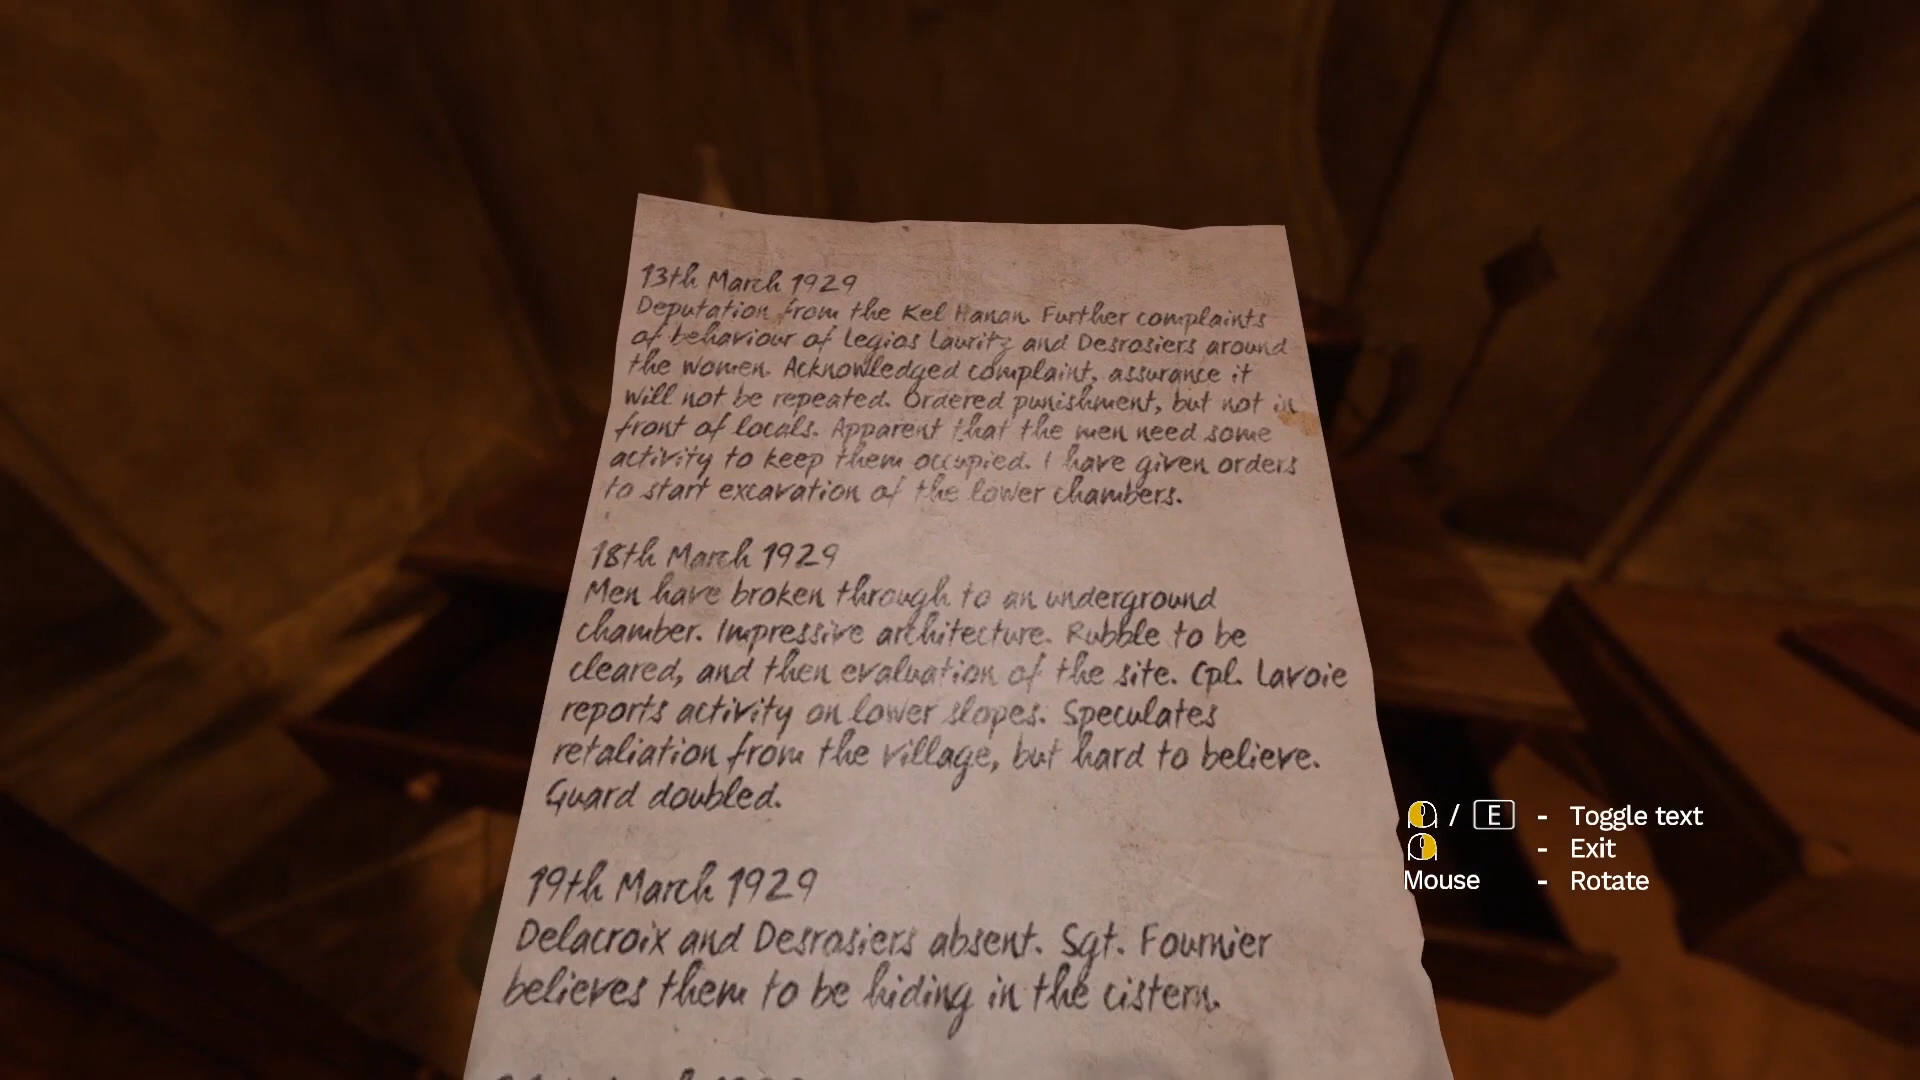 13th March 1929
Deputation from the Kel Hanan. Further complaints
of behaviour of Legios Lauritz and Desrosiers around
the women. Acknowledged complaint, assurance it
will not be repeated. Ordered punishment, but not in
front of locals. Apparent that the men need some
activity to keep them occupied. I have given orders
to start excavation of the lower chambers.
18th March 1929
Men have broken through to an underground
chamber. Impressive architecture. Rubble to be
cleared, and then evaluation of the site. Cpl. Lavoie
reports activity on lower slopes. Speculates
retaliation from the village, but hard to believe.
Guard doubled.
19th March 1929
Delacroix and Desrosiers absent. Sgt. Fournier
believes them to be hiding in the cistern.
/ E - Toggle text
- Exit
Mouse - Rotate